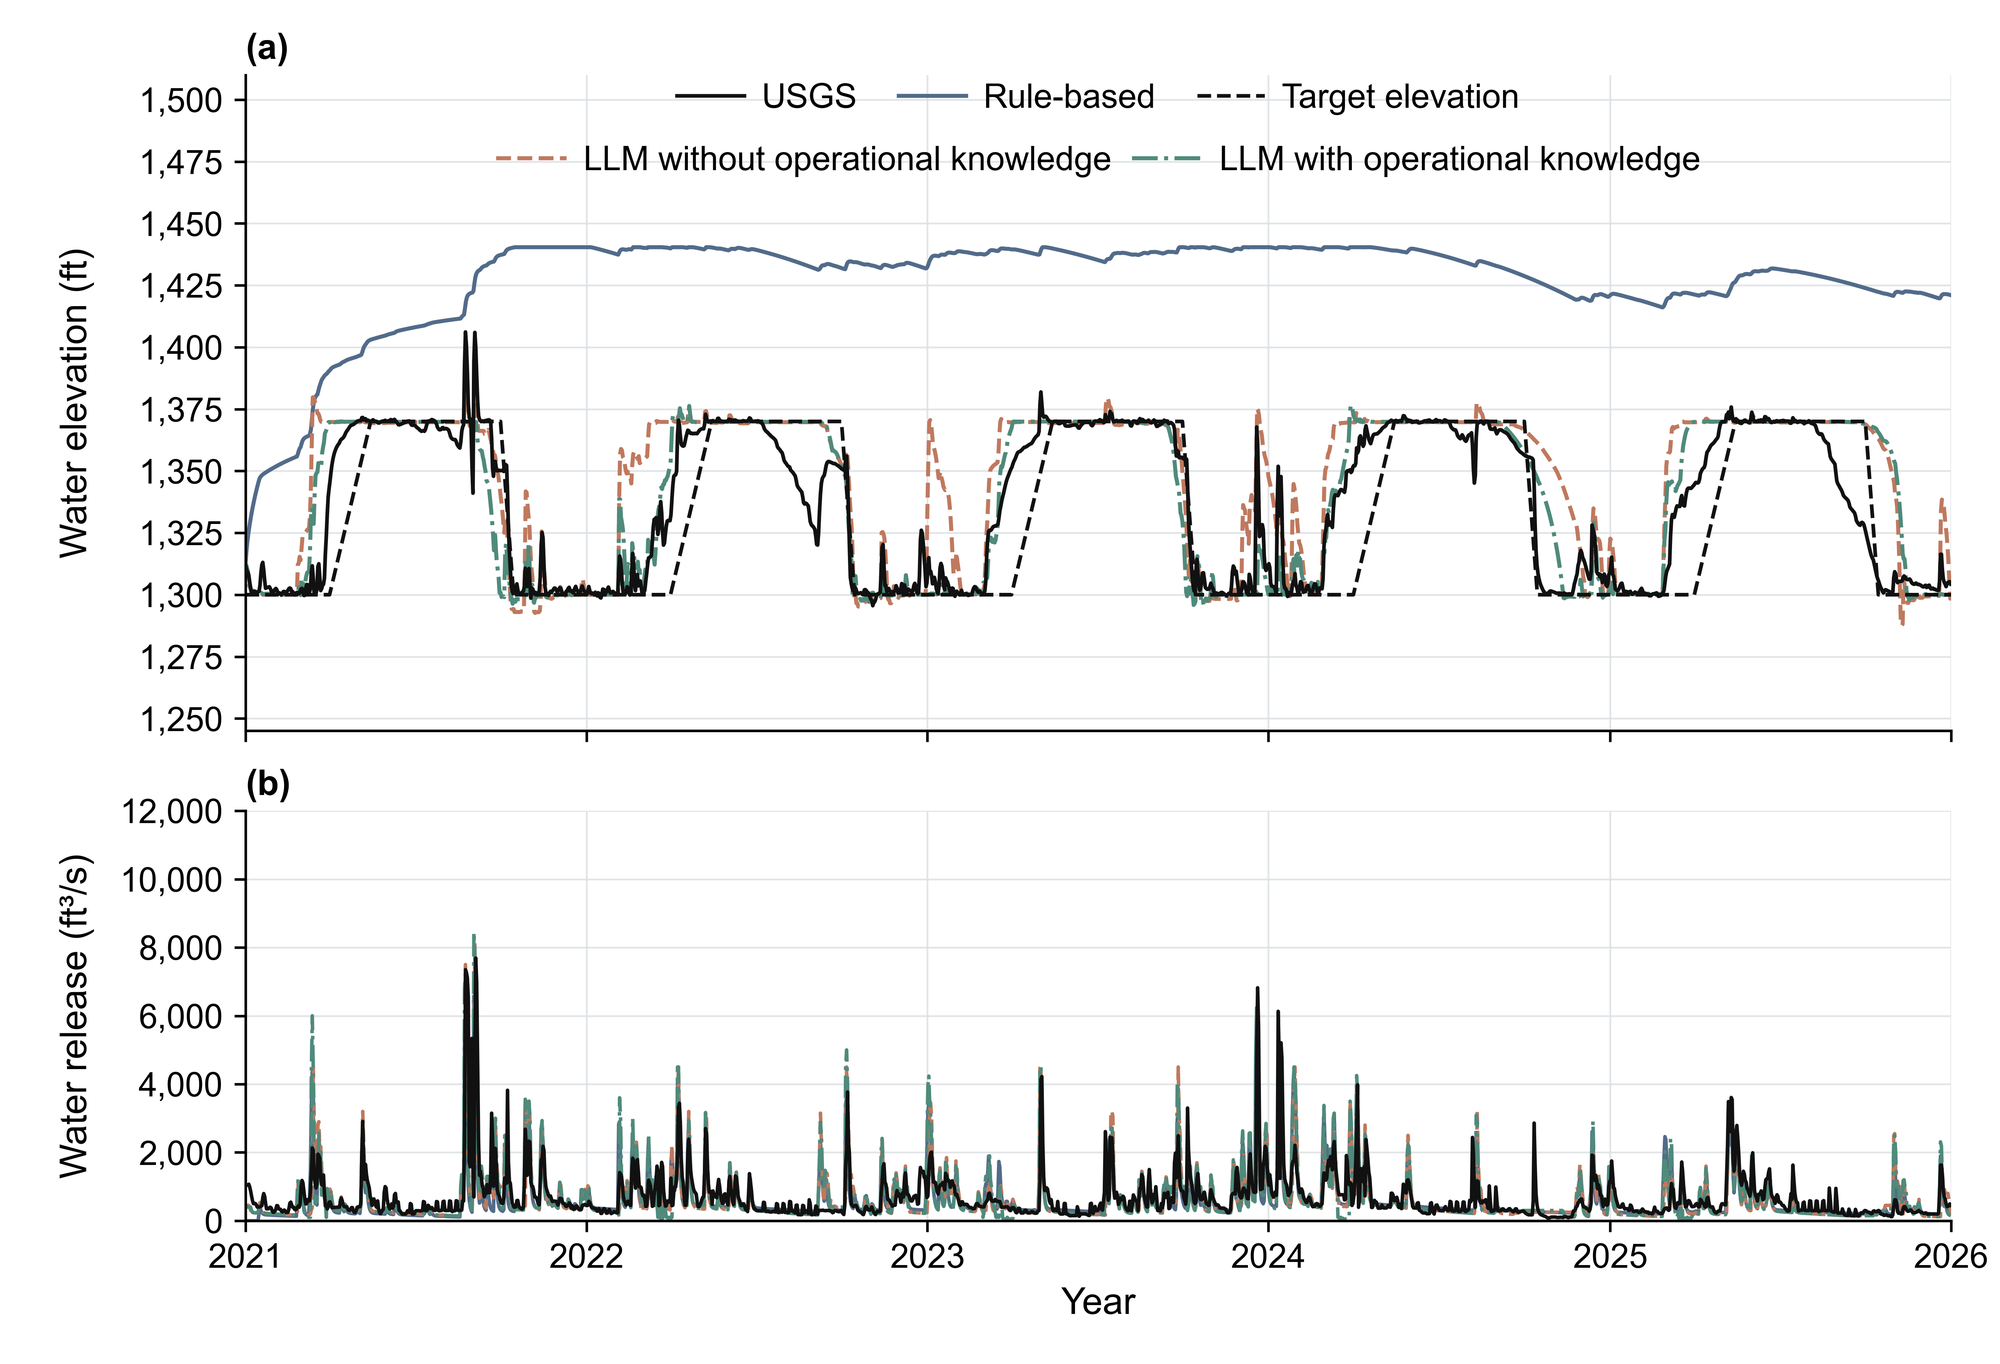 (a)
USGS Rule-based Target elevation
LLM without operational knowledge LLM with operational knowledge
1,500
1,475
1,450
1,425
1,400
1,375
1,350
1,325
1,300
1,275
1,250
Water elevation (ft)
(b)
12,000
10,000
8,000
6,000
4,000
2,000
0
Water release (ft³/s)
2021 2022 2023 2024 2025 2026
Year